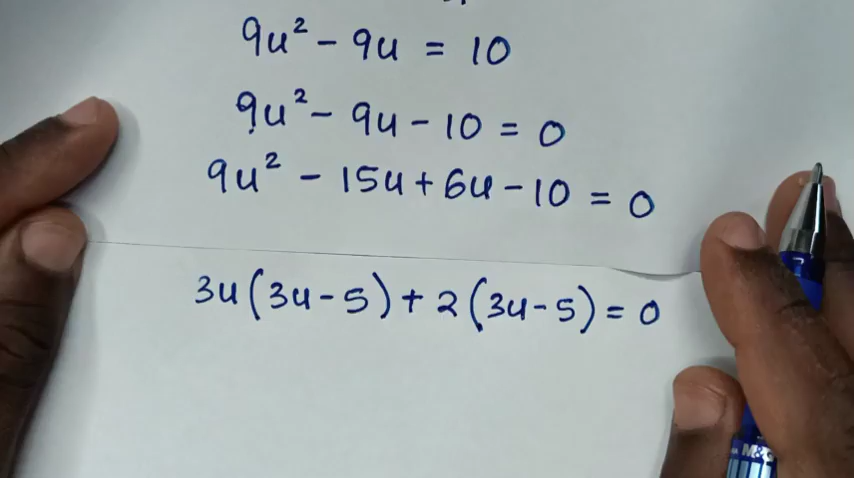 9u² - 9u = 10
9u² - 9u - 10 = 0
9u² - 15u + 6u - 10 = 0
3u(3u - 5) + 2(3u - 5) = 0
M&G